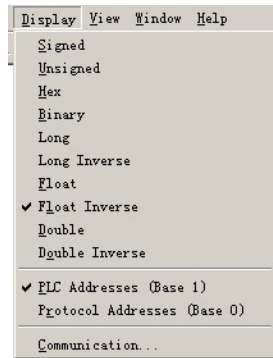 Display View Window Help
Signed
Unsigned
Hex
Binary
Long
Long Inverse
Float
✔ Float Inverse
Double
Double Inverse
✔ PLC Addresses (Base 1)
Protocol Addresses (Base 0)
Communication...